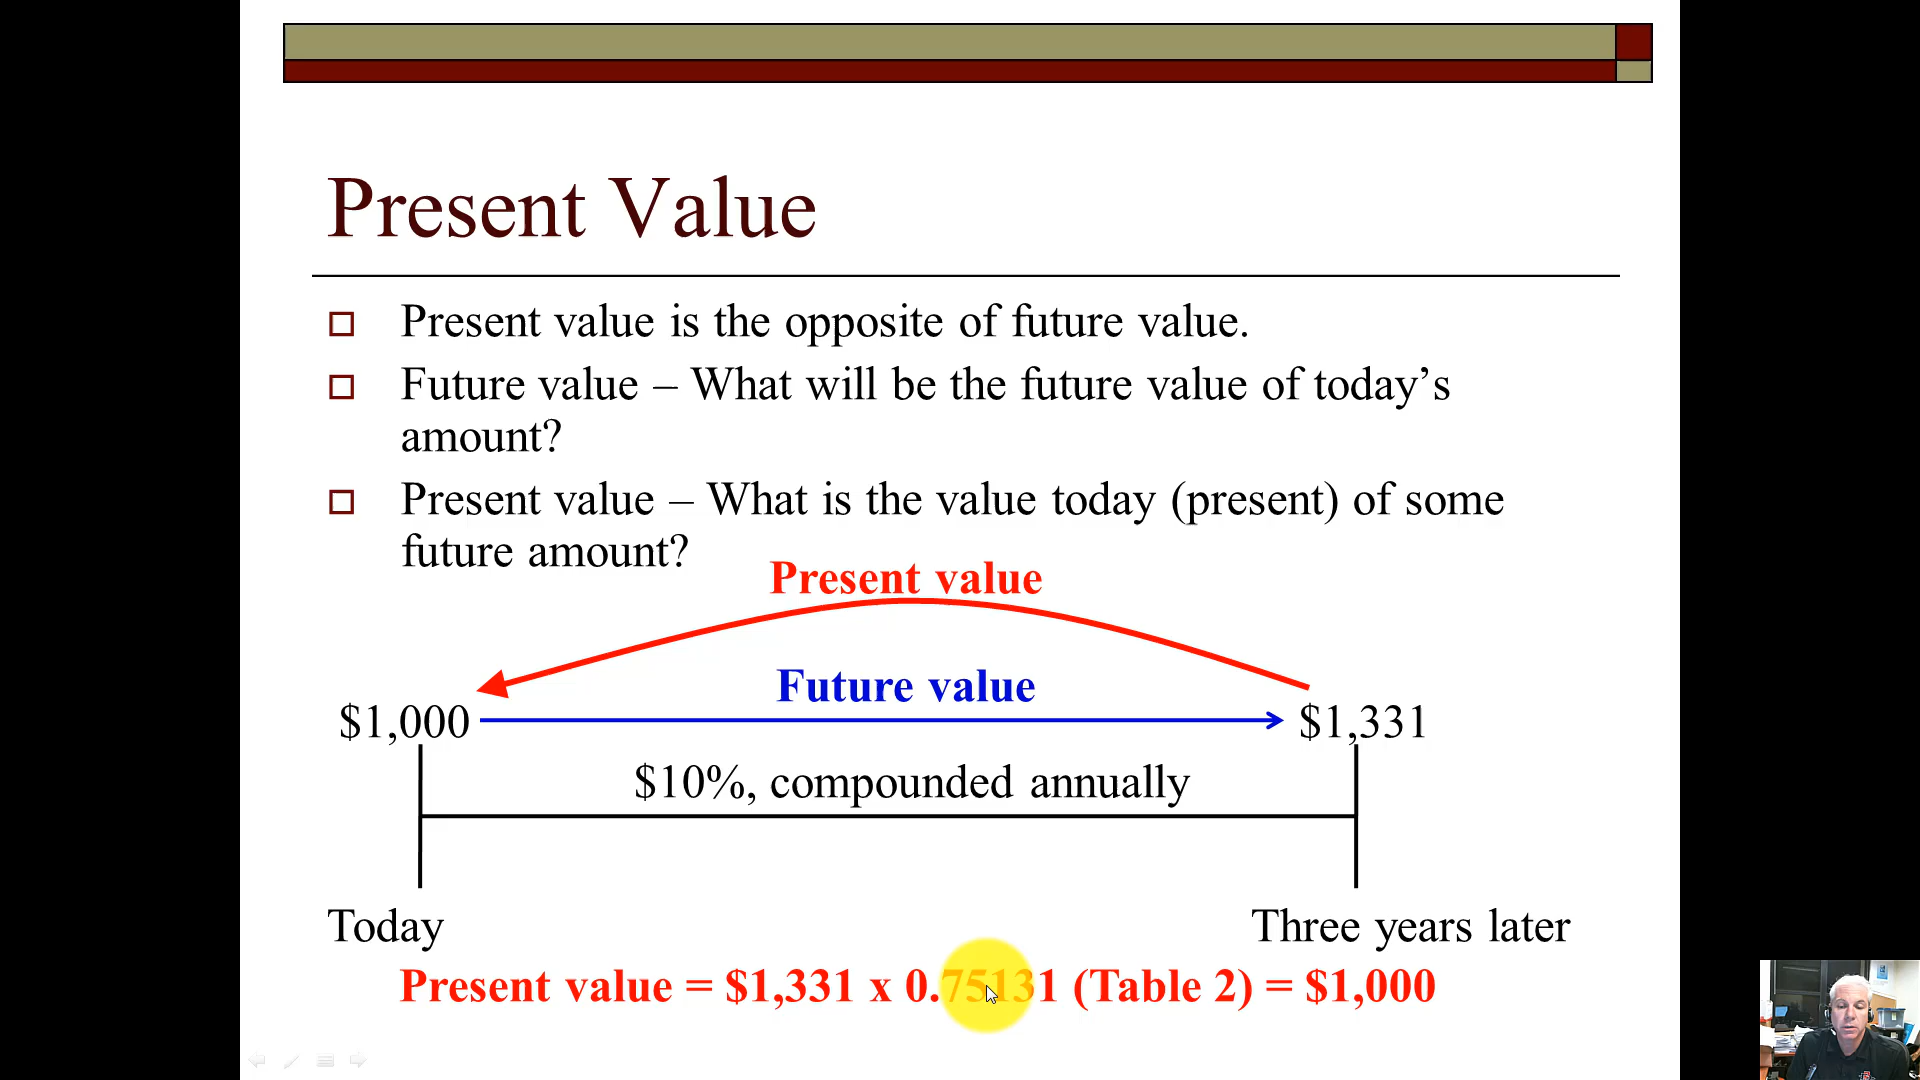 Present Value
Present value is the opposite of future value.
Future value – What will be the future value of today’s
amount?
Present value – What is the value today (present) of some
future amount?
Present value
Future value
$1,000
$1,331
$10%, compounded annually
Today
Three years later
Present value = $1,331 x 0.75131 (Table 2) = $1,000